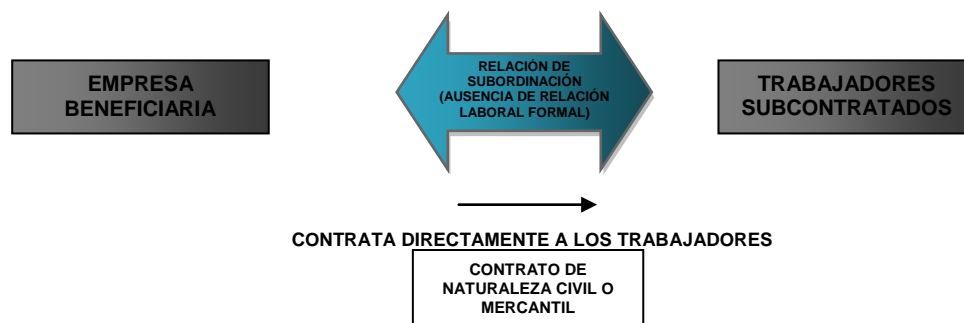 EMPRESA
BENEFICIARIA
RELACIÓN DE
SUBORDINACIÓN
(AUSENCIA DE RELACIÓN
LABORAL FORMAL)
TRABAJADORES
SUBCONTRATADOS
CONTRATA DIRECTAMENTE A LOS TRABAJADORES
CONTRATO DE
NATURALEZA CIVIL O
MERCANTIL